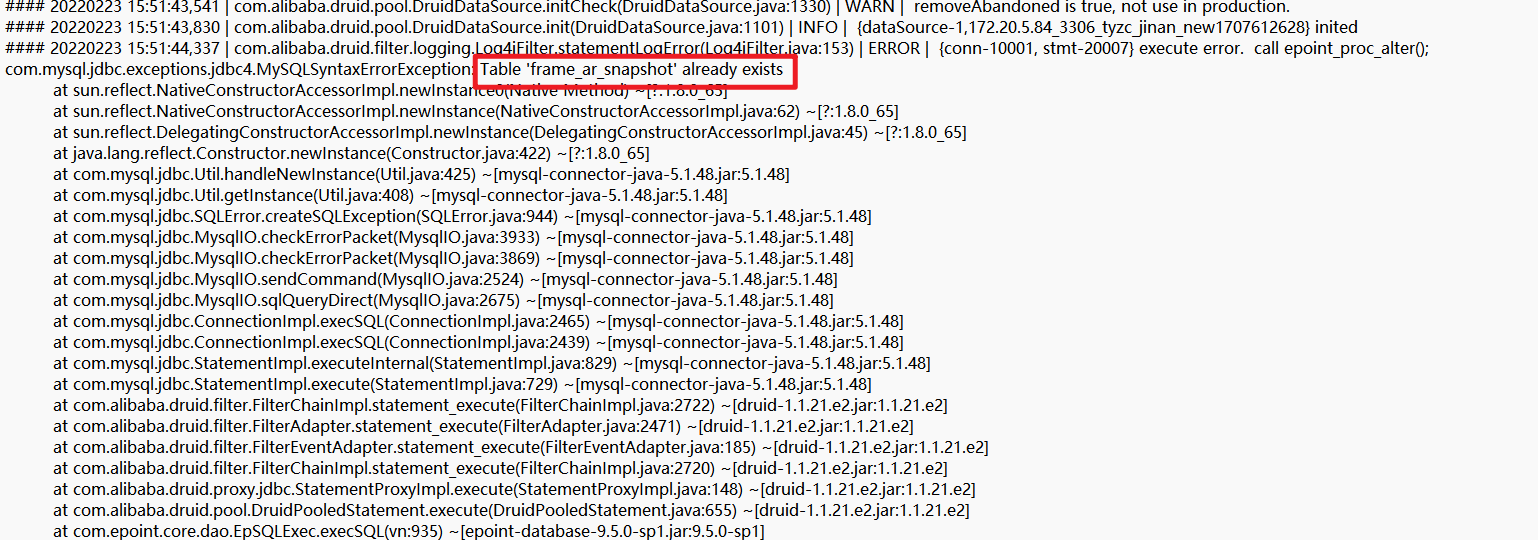 #### 20220223 15:51:43,541 | com.alibaba.druid.pool.DruidDataSource.initCheck(DruidDataSource.java:1330) | WARN | removeAbandoned is true, not use in production.
#### 20220223 15:51:43,830 | com.alibaba.druid.pool.DruidDataSource.init(DruidDataSource.java:1101) | INFO | {dataSource-1,172.20.5.84_3306_tyzc_jinan_new1707612628} inited
#### 20220223 15:51:44,337 | com.alibaba.druid.filter.logging.Log4jFilter.statementLogError(Log4jFilter.java:153) | ERROR | {conn-10001, stmt-20007} execute error. call epoint_proc_alter();
com.mysql.jdbc.exceptions.jdbc4.MySQLSyntaxErrorException: Table 'frame_ar_snapshot' already exists
at sun.reflect.NativeConstructorAccessorImpl.newInstance0(Native Method) ~[?:1.8.0_65]
at sun.reflect.NativeConstructorAccessorImpl.newInstance(NativeConstructorAccessorImpl.java:62) ~[?:1.8.0_65]
at sun.reflect.DelegatingConstructorAccessorImpl.newInstance(DelegatingConstructorAccessorImpl.java:45) ~[?:1.8.0_65]
at java.lang.reflect.Constructor.newInstance(Constructor.java:422) ~[?:1.8.0_65]
at com.mysql.jdbc.Util.handleNewInstance(Util.java:425) ~[mysql-connector-java-5.1.48.jar:5.1.48]
at com.mysql.jdbc.Util.getInstance(Util.java:408) ~[mysql-connector-java-5.1.48.jar:5.1.48]
at com.mysql.jdbc.SQLError.createSQLException(SQLError.java:944) ~[mysql-connector-java-5.1.48.jar:5.1.48]
at com.mysql.jdbc.MysqlIO.checkErrorPacket(MysqlIO.java:3933) ~[mysql-connector-java-5.1.48.jar:5.1.48]
at com.mysql.jdbc.MysqlIO.checkErrorPacket(MysqlIO.java:3869) ~[mysql-connector-java-5.1.48.jar:5.1.48]
at com.mysql.jdbc.MysqlIO.sendCommand(MysqlIO.java:2524) ~[mysql-connector-java-5.1.48.jar:5.1.48]
at com.mysql.jdbc.MysqlIO.sqlQueryDirect(MysqlIO.java:2675) ~[mysql-connector-java-5.1.48.jar:5.1.48]
at com.mysql.jdbc.ConnectionImpl.execSQL(ConnectionImpl.java:2465) ~[mysql-connector-java-5.1.48.jar:5.1.48]
at com.mysql.jdbc.ConnectionImpl.execSQL(ConnectionImpl.java:2439) ~[mysql-connector-java-5.1.48.jar:5.1.48]
at com.mysql.jdbc.StatementImpl.executeInternal(StatementImpl.java:829) ~[mysql-connector-java-5.1.48.jar:5.1.48]
at com.mysql.jdbc.StatementImpl.execute(StatementImpl.java:729) ~[mysql-connector-java-5.1.48.jar:5.1.48]
at com.alibaba.druid.filter.FilterChainImpl.statement_execute(FilterChainImpl.java:2722) ~[druid-1.1.21.e2.jar:1.1.21.e2]
at com.alibaba.druid.filter.FilterAdapter.statement_execute(FilterAdapter.java:2471) ~[druid-1.1.21.e2.jar:1.1.21.e2]
at com.alibaba.druid.filter.FilterEventAdapter.statement_execute(FilterEventAdapter.java:185) ~[druid-1.1.21.e2.jar:1.1.21.e2]
at com.alibaba.druid.filter.FilterChainImpl.statement_execute(FilterChainImpl.java:2720) ~[druid-1.1.21.e2.jar:1.1.21.e2]
at com.alibaba.druid.proxy.jdbc.StatementProxyImpl.execute(StatementProxyImpl.java:148) ~[druid-1.1.21.e2.jar:1.1.21.e2]
at com.alibaba.druid.pool.DruidPooledStatement.execute(DruidPooledStatement.java:655) ~[druid-1.1.21.e2.jar:1.1.21.e2]
at com.epoint.core.dao.EpSQLExec.execSQL(vn:935) ~[epoint-database-9.5.0-sp1.jar:9.5.0-sp1]